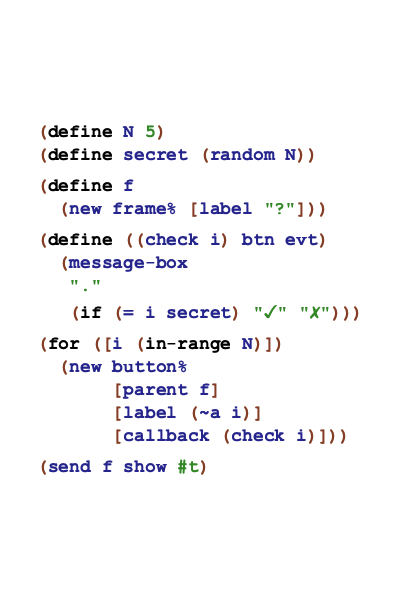 (define N 5)
(define secret (random N))
(define f
(new frame% [label "?"]))
(define ((check i) btn evt)
(message-box
"."
(if (= i secret) "✓" "✗")))
(for ([i (in-range N)])
(new button%
[parent f]
[label (~a i)]
[callback (check i)]))
(send f show #t)